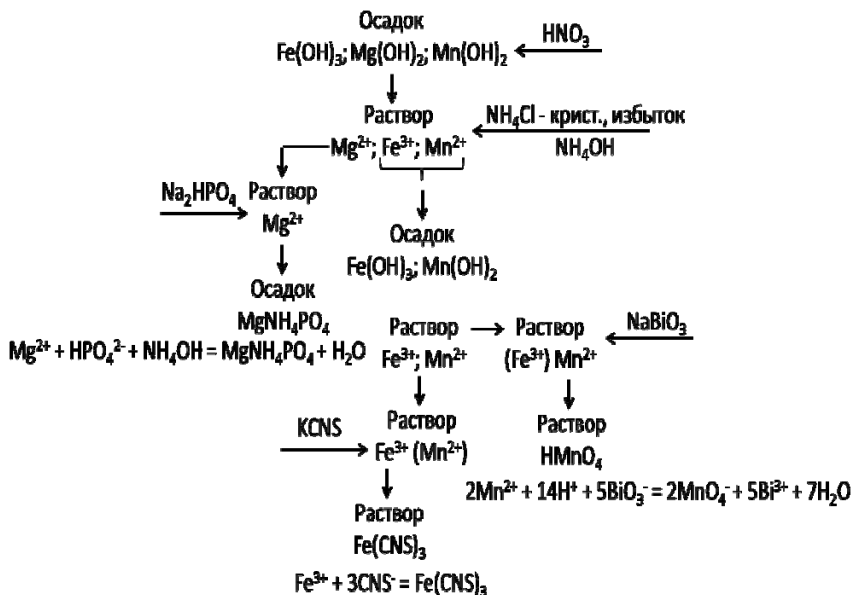 Осадок
Fe(OH)₃; Mg(OH)₂; Mn(OH)₂
HNO₃
Раствор
Mg²⁺; Fe³⁺; Mn²⁺
NH₄Cl - крист., избыток
NH₄OH
Na₂HPO₄
Раствор
Mg²⁺
Осадок
Fe(OH)₃; Mn(OH)₂
Осадок
MgNH₄PO₄
Mg²⁺ + HPO₄²⁻ + NH₄OH = MgNH₄PO₄ + H₂O
Раствор
Fe³⁺; Mn²⁺
Раствор
(Fe³⁺) Mn²⁺
NaBiO₃
KCNS
Раствор
Fe³⁺ (Mn²⁺)
Раствор
HMnO₄
2Mn²⁺ + 14H⁺ + 5BiO₃⁻ = 2MnO₄⁻ + 5Bi³⁺ + 7H₂O
Раствор
Fe(CNS)₃
Fe³⁺ + 3CNS⁻ = Fe(CNS)₃